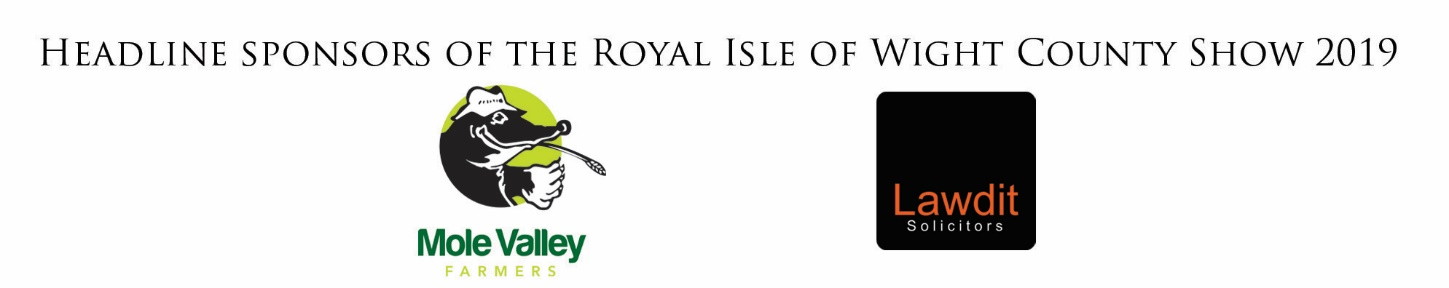 Headline sponsors of the Royal Isle of Wight County Show 2019
Mole Valley
FARMERS
Lawdit
Solicitors